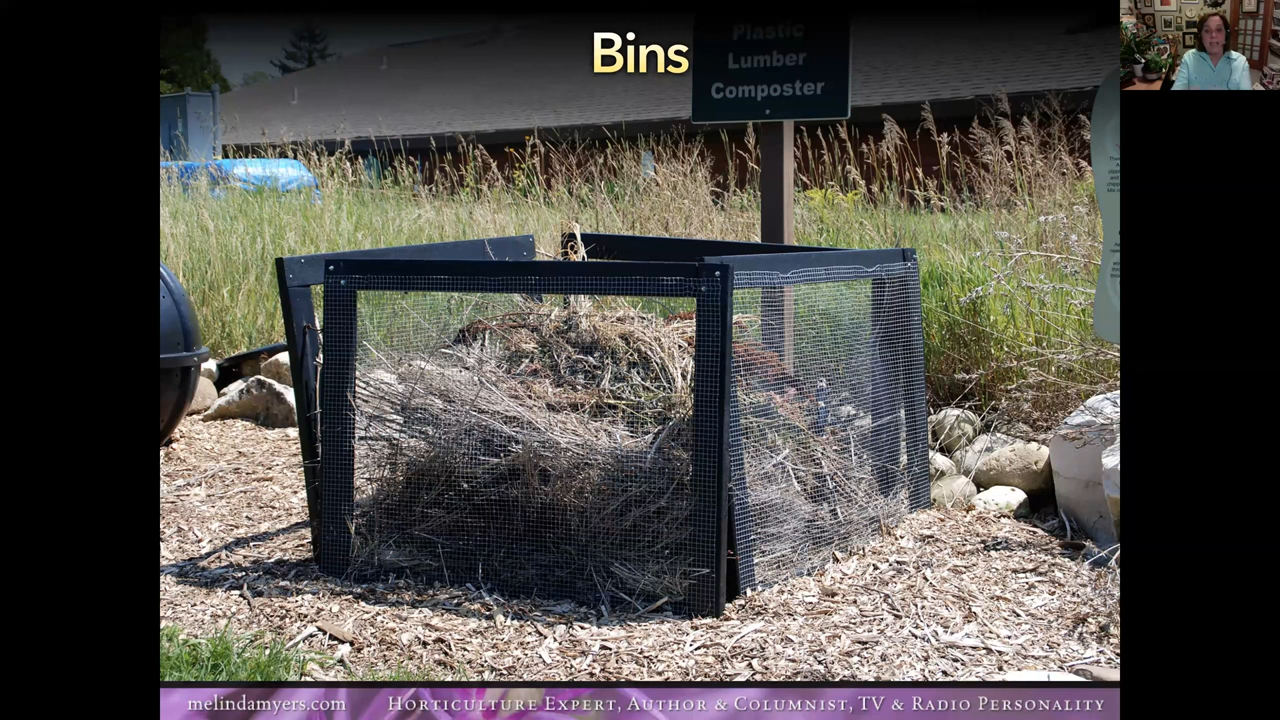 Bins
Plastic
Lumber
Composter
melindamyers.com
Horticulture Expert, Author & Columnist, TV & Radio Personality